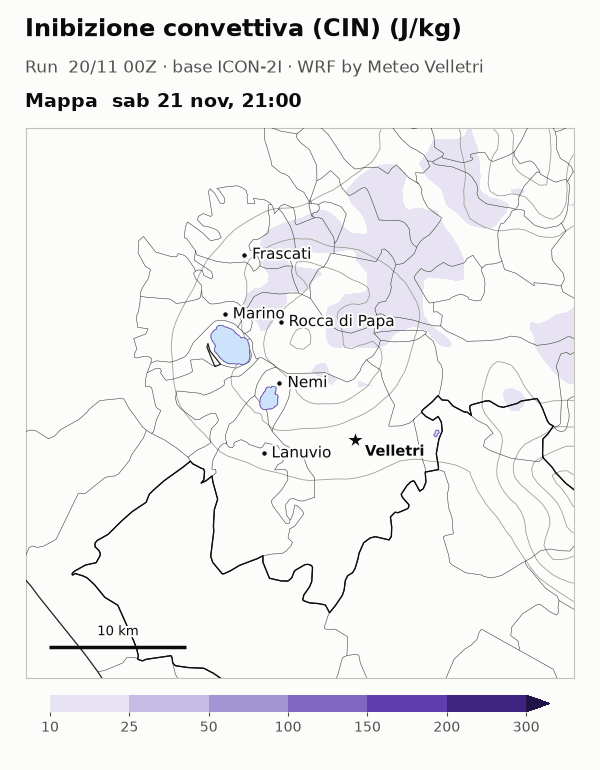 Inibizione convettiva (CIN) (J/kg)
Run  20/11 00Z · base ICON-2I · WRF by Meteo Velletri
Mappa  sab 21 nov, 21:00
Frascati
Marino
Rocca di Papa
Nemi
Velletri
Lanuvio
10 km
10 25 50 100 150 200 300